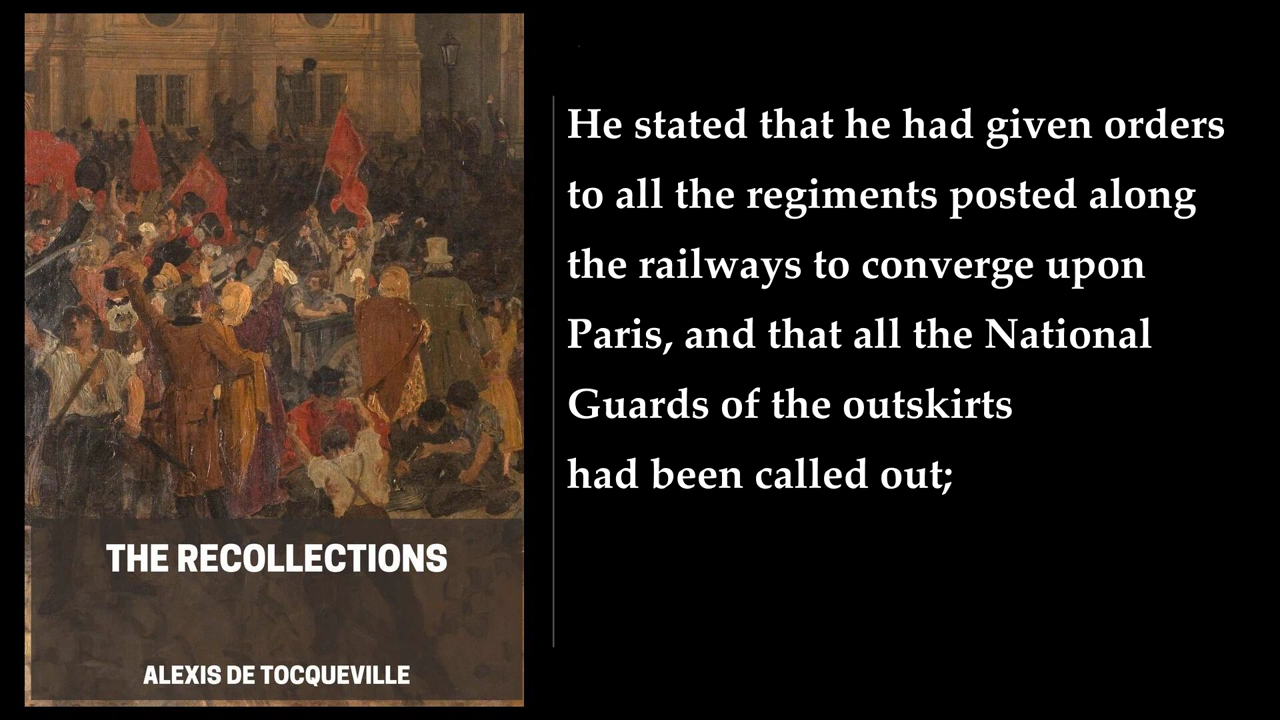 THE RECOLLECTIONS
ALEXIS DE TOCQUEVILLE
He stated that he had given orders
to all the regiments posted along
the railways to converge upon
Paris, and that all the National
Guards of the outskirts
had been called out;